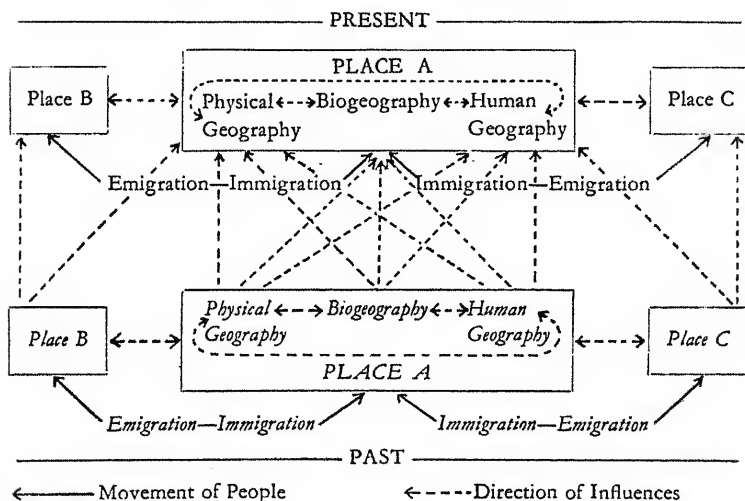 PRESENT
PLACE A
Place B
Physical Biogeography Human
Geography Geography
Place C
Emigration—Immigration Immigration—Emigration
Physical Biogeography Human
Geography Geography
Place B
Place C
PLACE A
Emigration—Immigration Immigration—Emigration
PAST
Movement of People Direction of Influences